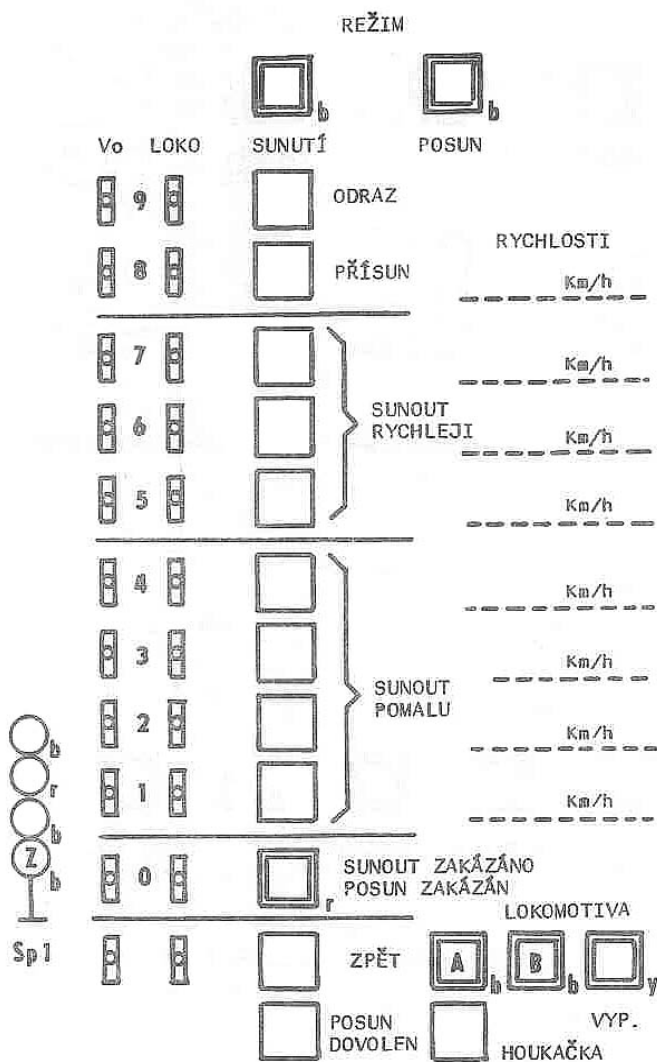 REŽIM
b b
Vo LOKO SUNUTÍ POSUN
9 ODRAZ
RYCHLOSTI
8 PŘÍSUN Km/h
7 Km/h
SUNOUT
6 RYCHLEJI Km/h
5 Km/h
4 Km/h
3 Km/h
SUNOUT
2 POMALU Km/h
b
r
1 Km/h
b
Z b
0 r SUNOUT ZAKÁZÁNO
POSUN ZAKÁZÁN
LOKOMOTIVA
Sp1 ZPĚT A b B b y
POSUN
DOVOLEN HOUKAČKA VYP.